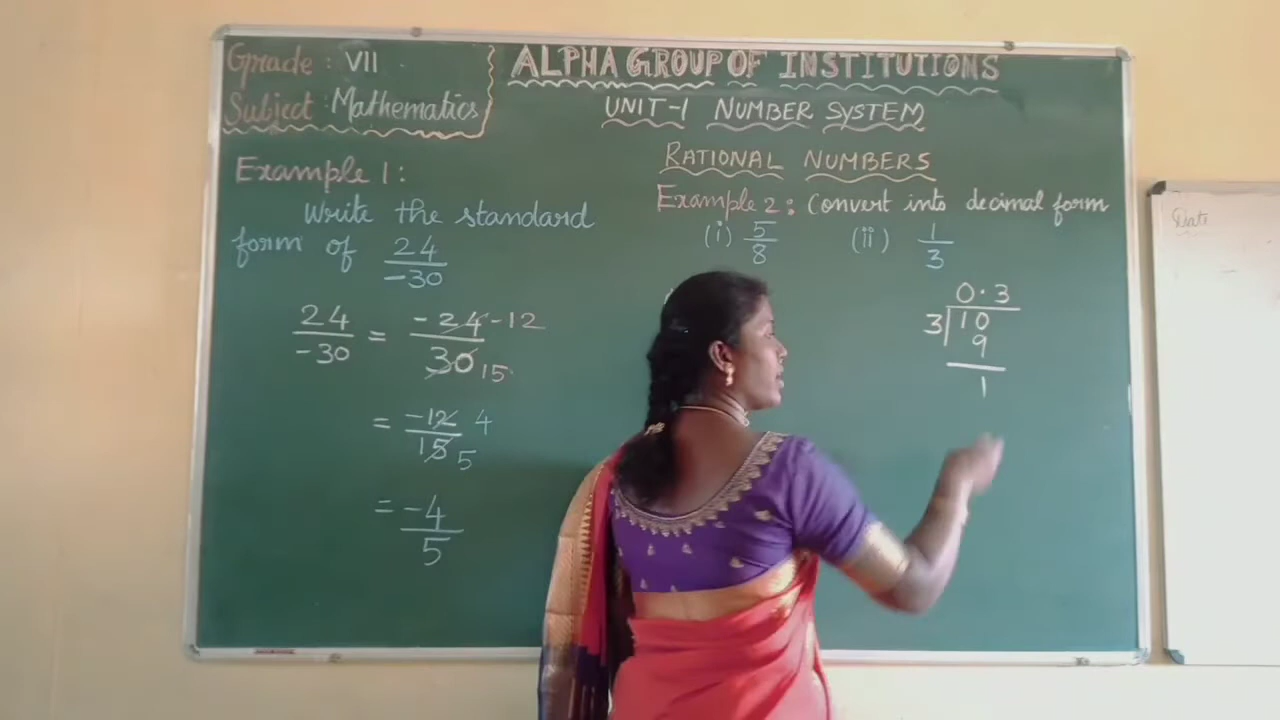 Grade : VII
Subject : Mathematics
ALPHA GROUP OF INSTITUTIONS
UNIT-1 NUMBER SYSTEM
Example 1:
Write the standard
form of 24/-30
24/-30 = -24/30 -12 15
= -12/15 4 5
= -4/5
RATIONAL NUMBERS
Example 2: Convert into decimal form
(i) 5/8 (ii) 1/3
0.3
3 10
9
1
Date